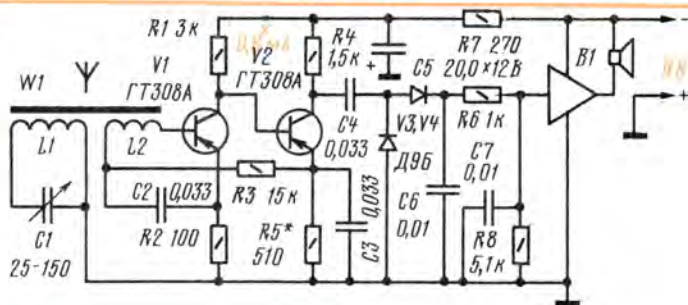 R1 3к
V1
ГТ308А
W1
L1
L2
C1
25-150
C2
0,033
R2 100
R3 15к
V2
ГТ308А
R5*
510
R4
1,5к
+
C4
0,033
C3
0,033
C5
R7 270
20,0×12В
V3,V4
Д9Б
R6 1к
C6
0,01
C7
0,01
R8
5,1к
B1
−
+